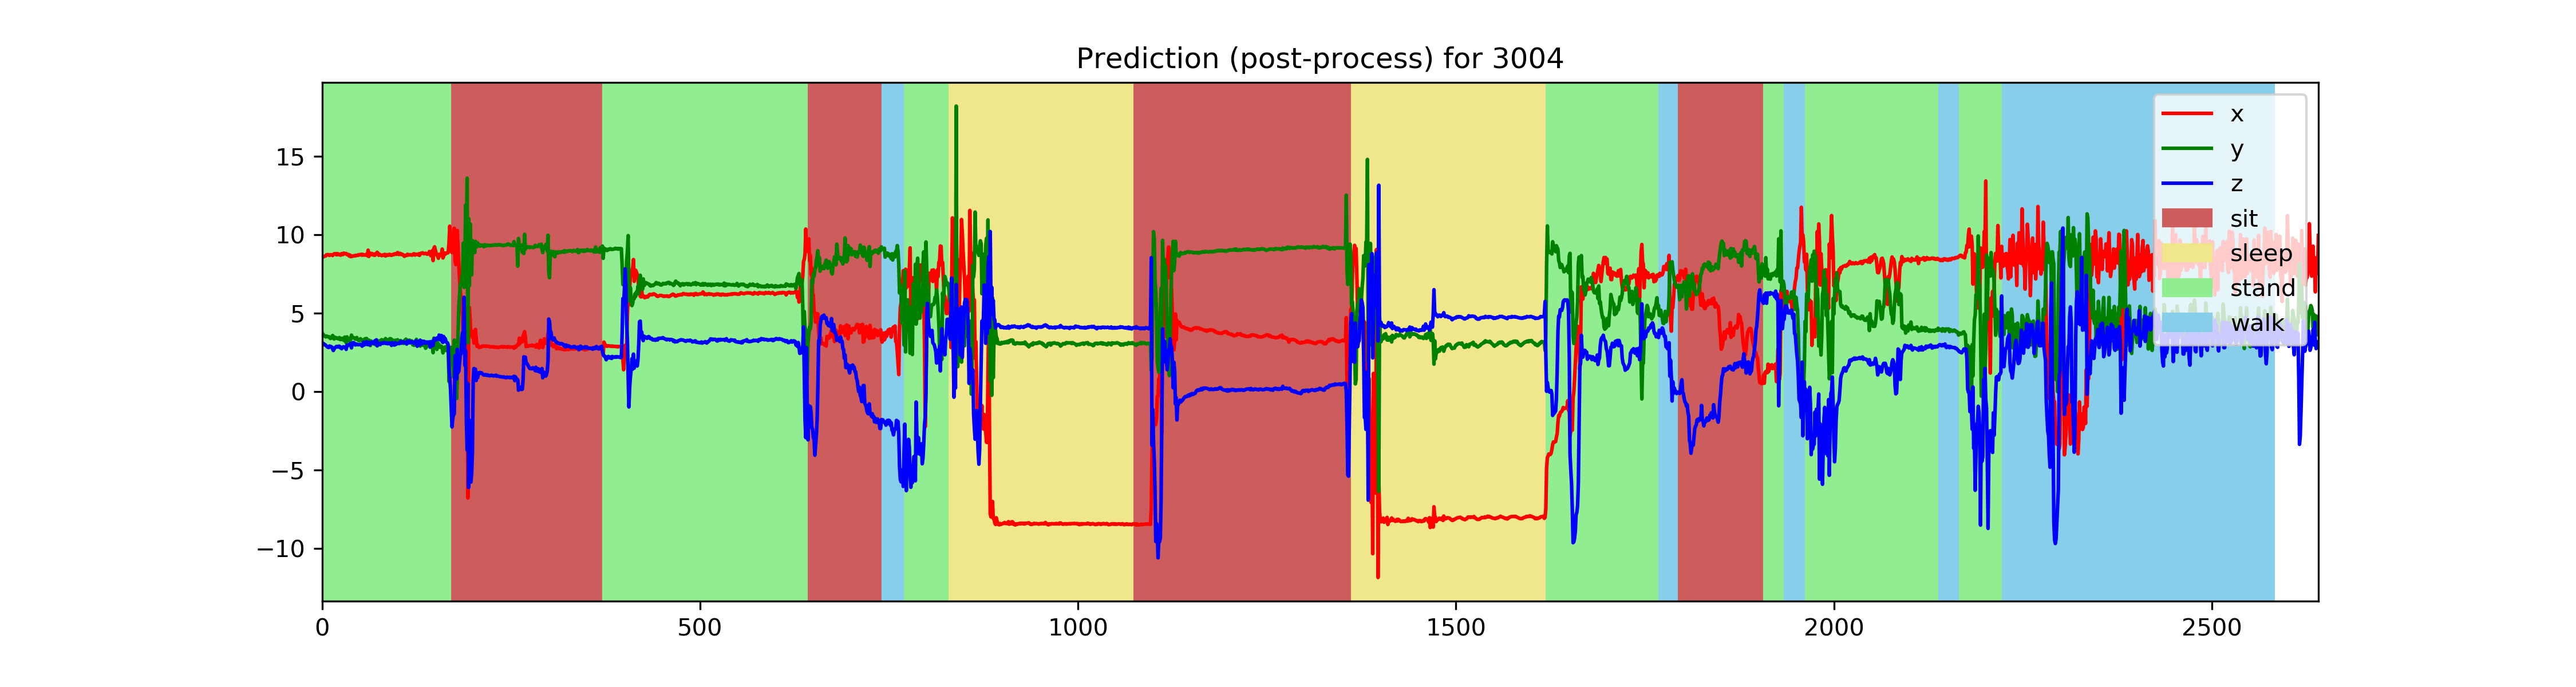 Prediction (post-process) for 3004
15
10
5
0
−5
−10
x
y
z
sit
sleep
stand
walk
0 500 1000 1500 2000 2500